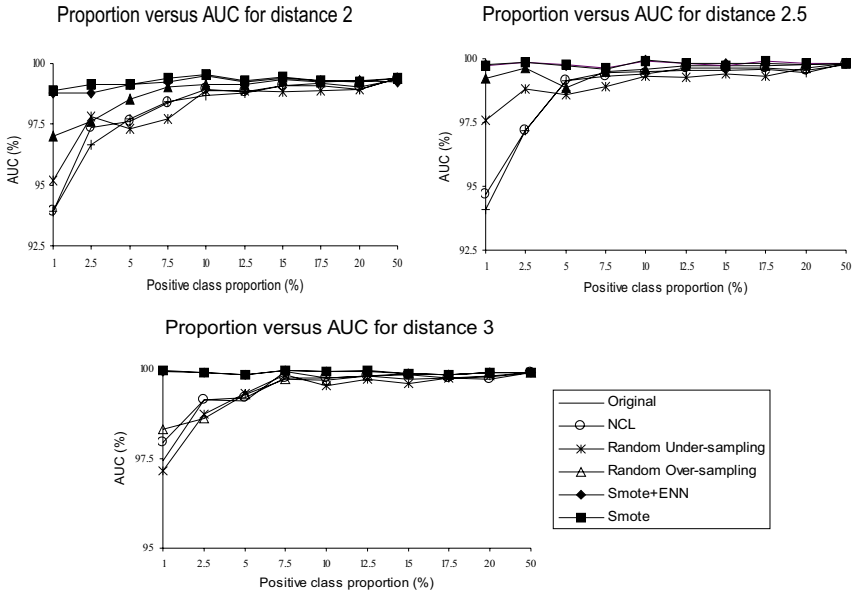 Proportion versus AUC for distance 2
100
97.5
95
92.5
AUC (%)
1 2.5 5 7.5 10 12.5 15 17.5 20 50
Positive class proportion (%)
Proportion versus AUC for distance 2.5
100
97.5
95
92.5
AUC (%)
1 2.5 5 7.5 10 12.5 15 17.5 20 50
Positive class proportion (%)
Proportion versus AUC for distance 3
100
97.5
95
AUC (%)
1 2.5 5 7.5 10 12.5 15 17.5 20 50
Positive class proportion (%)
Original
NCL
Random Under-sampling
Random Over-sampling
Smote+ENN
Smote